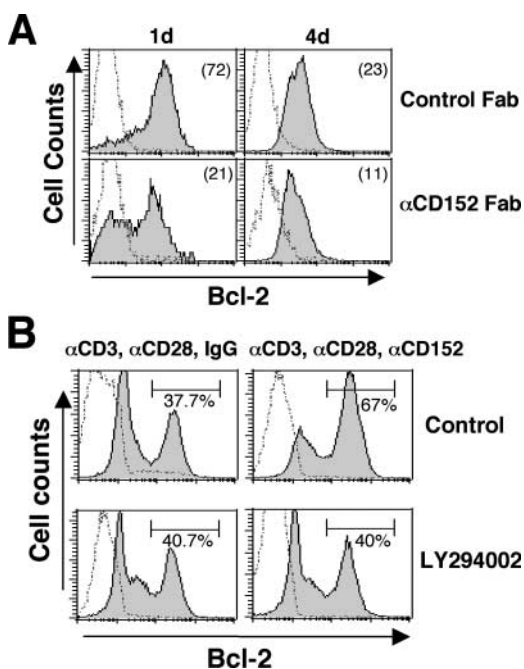 A
1d 4d
(72) (23)
Control Fab
(21) (11)
αCD152 Fab
Cell Counts
Bcl-2
B
αCD3, αCD28, IgG αCD3, αCD28, αCD152
37.7% 67%
Control
40.7% 40%
LY294002
Cell counts
Bcl-2